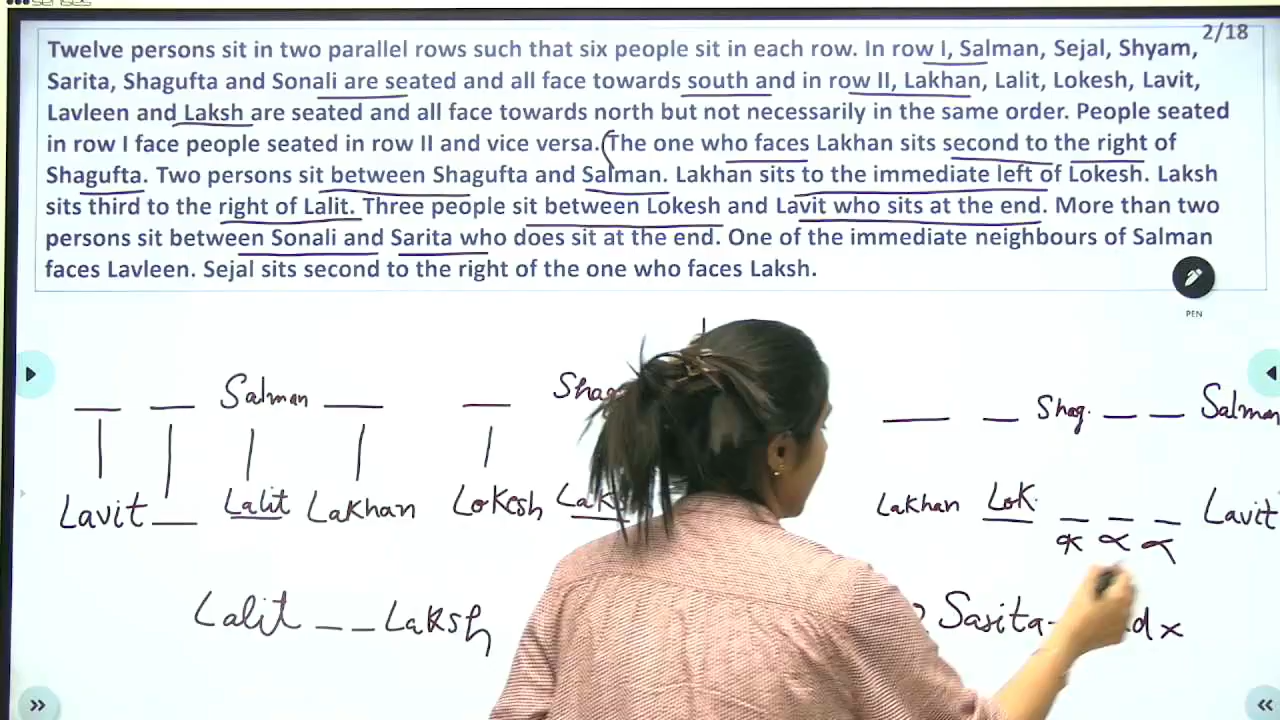 2/18
Twelve persons sit in two parallel rows such that six people sit in each row. In row I, Salman, Sejal, Shyam,
Sarita, Shagufta and Sonali are seated and all face towards south and in row II, Lakhan, Lalit, Lokesh, Lavit,
Lavleen and Laksh are seated and all face towards north but not necessarily in the same order. People seated
in row I face people seated in row II and vice versa. (The one who faces Lakhan sits second to the right of
Shagufta. Two persons sit between Shagufta and Salman. Lakhan sits to the immediate left of Lokesh. Laksh
sits third to the right of Lalit. Three people sit between Lokesh and Lavit who sits at the end. More than two
persons sit between Sonali and Sarita who does sit at the end. One of the immediate neighbours of Salman
faces Lavleen. Sejal sits second to the right of the one who faces Laksh.
PEN
Salman Shag. Salman
Lavit Lalit Lakhan Lokesh Lakhan Lok. Lavit
Lalit _ _ Laksh